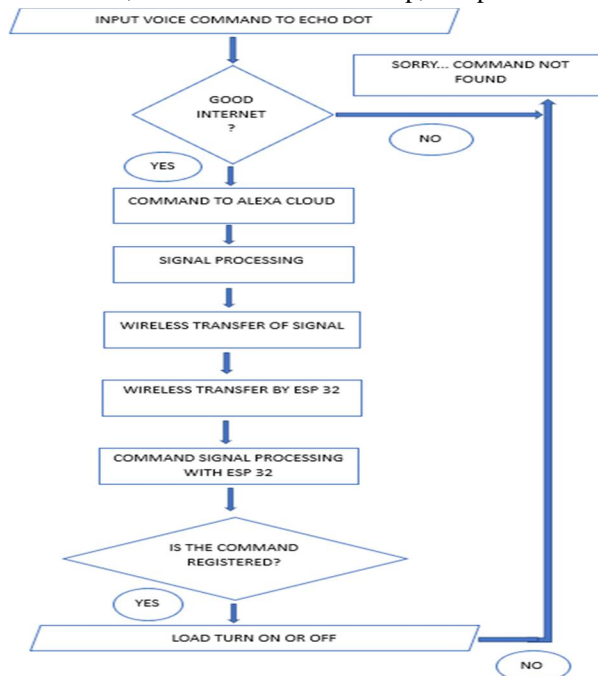 INPUT VOICE COMMAND TO ECHO DOT
SORRY... COMMAND NOT
FOUND
GOOD
INTERNET
?
NO
YES
COMMAND TO ALEXA CLOUD
SIGNAL PROCESSING
WIRELESS TRANSFER OF SIGNAL
WIRELESS TRANSFER BY ESP 32
COMMAND SIGNAL PROCESSING
WITH ESP 32
IS THE COMMAND
REGISTERED?
YES
LOAD TURN ON OR OFF
NO